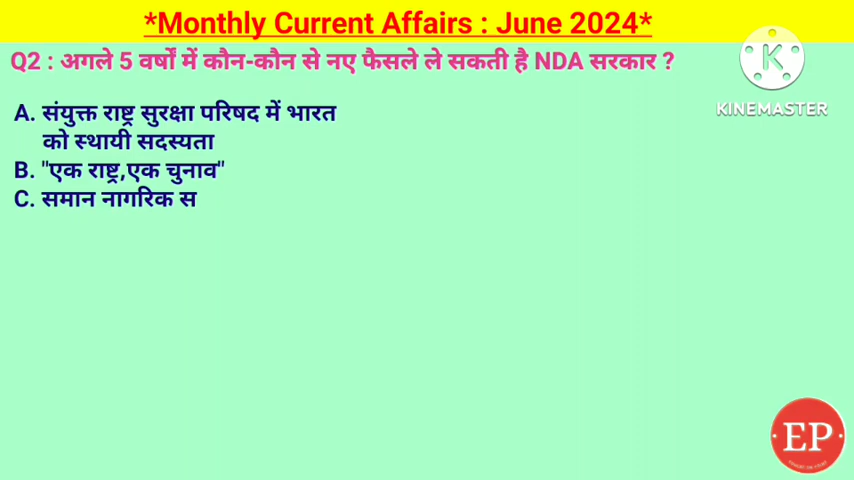 *Monthly Current Affairs : June 2024*
Q2 : अगले 5 वर्षों में कौन-कौन से नए फैसले ले सकती है NDA सरकार ?
A. संयुक्त राष्ट्र सुरक्षा परिषद में भारत
को स्थायी सदस्यता
B. "एक राष्ट्र,एक चुनाव"
C. समान नागरिक स
K
KINEMASTER
EP